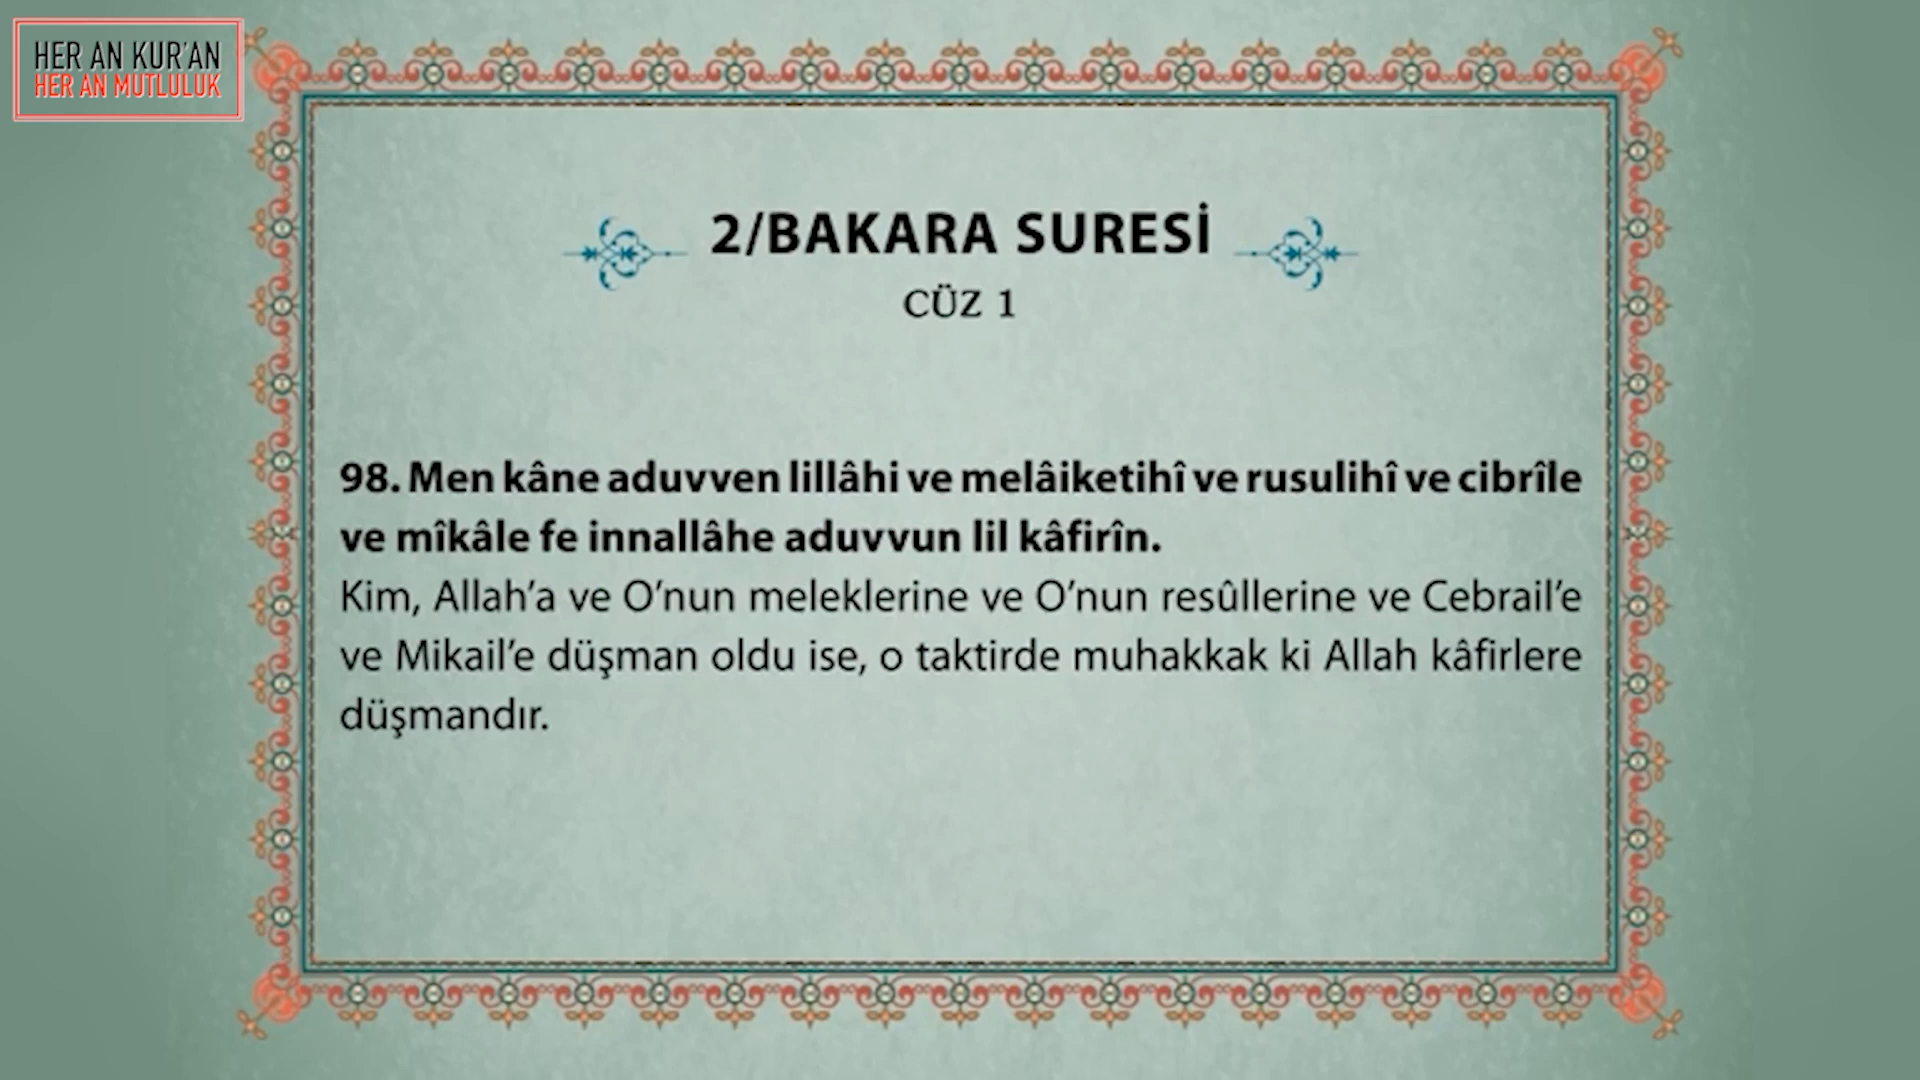 HER AN KUR'AN
HER AN MUTLULUK
2/BAKARA SURESİ
CÜZ 1
98. Men kâne aduvven lillâhi ve melâiketihî ve rusulihî ve cibrîle
ve mîkâle fe innallâhe aduvvun lil kâfirîn.
Kim, Allah’a ve O’nun meleklerine ve O’nun resûllerine ve Cebrail’e
ve Mikail’e düşman oldu ise, o taktirde muhakkak ki Allah kâfirlere
düşmandır.